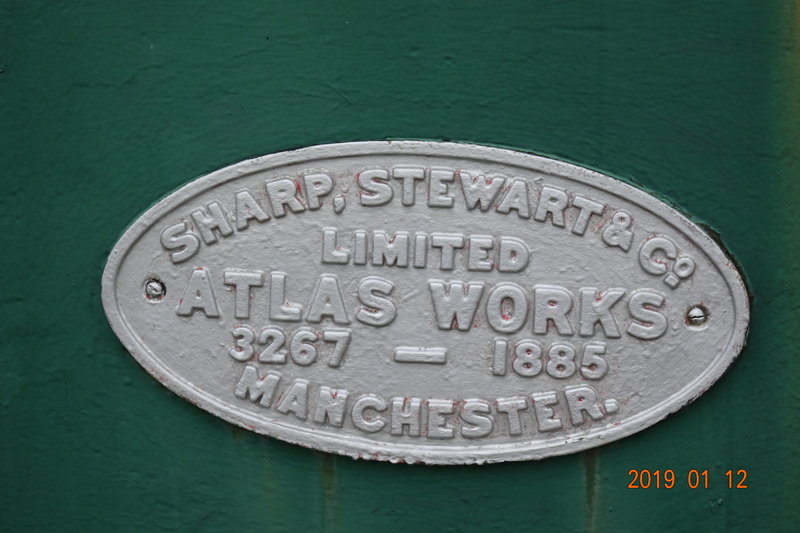 SHARP, STEWART & Co
LIMITED
ATLAS WORKS.
3267 — 1885
MANCHESTER.
2019 01 12